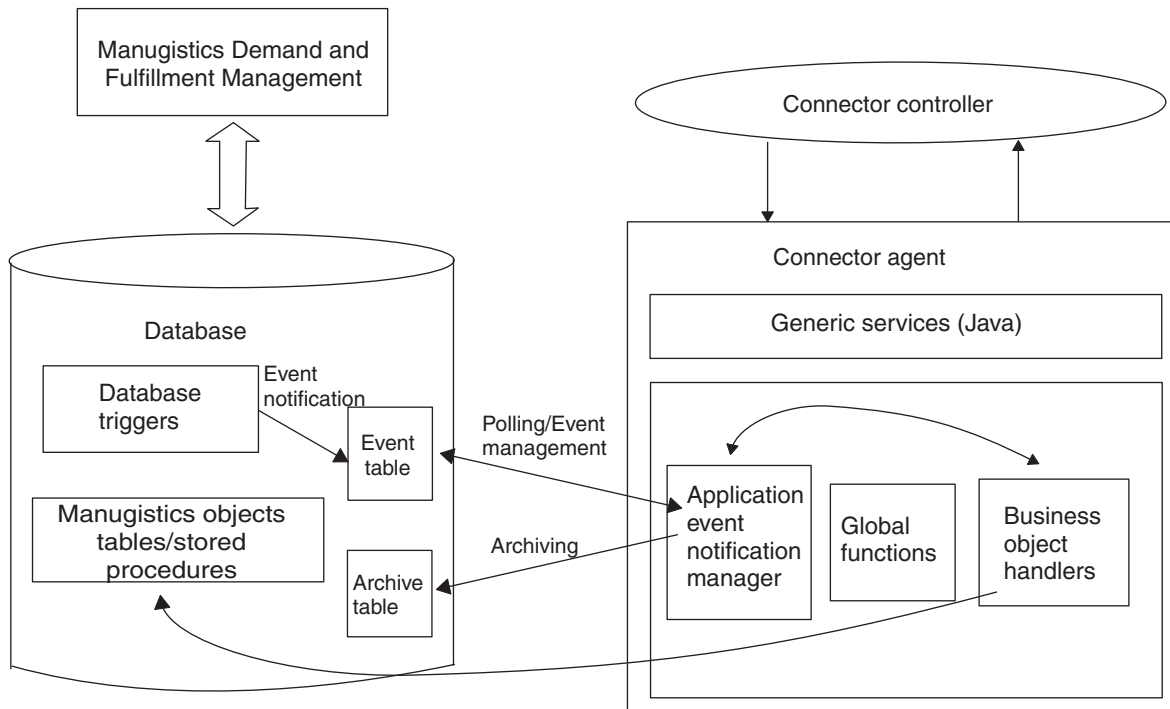 Manugistics Demand and
Fulfillment Management
Connector controller
Connector agent
Generic services (Java)
Database
Database
triggers
Event
notification
Event
table
Polling/Event
management
Manugistics objects
tables/stored
procedures
Archiving
Archive
table
Application
event
notification
manager
Global
functions
Business
object
handlers